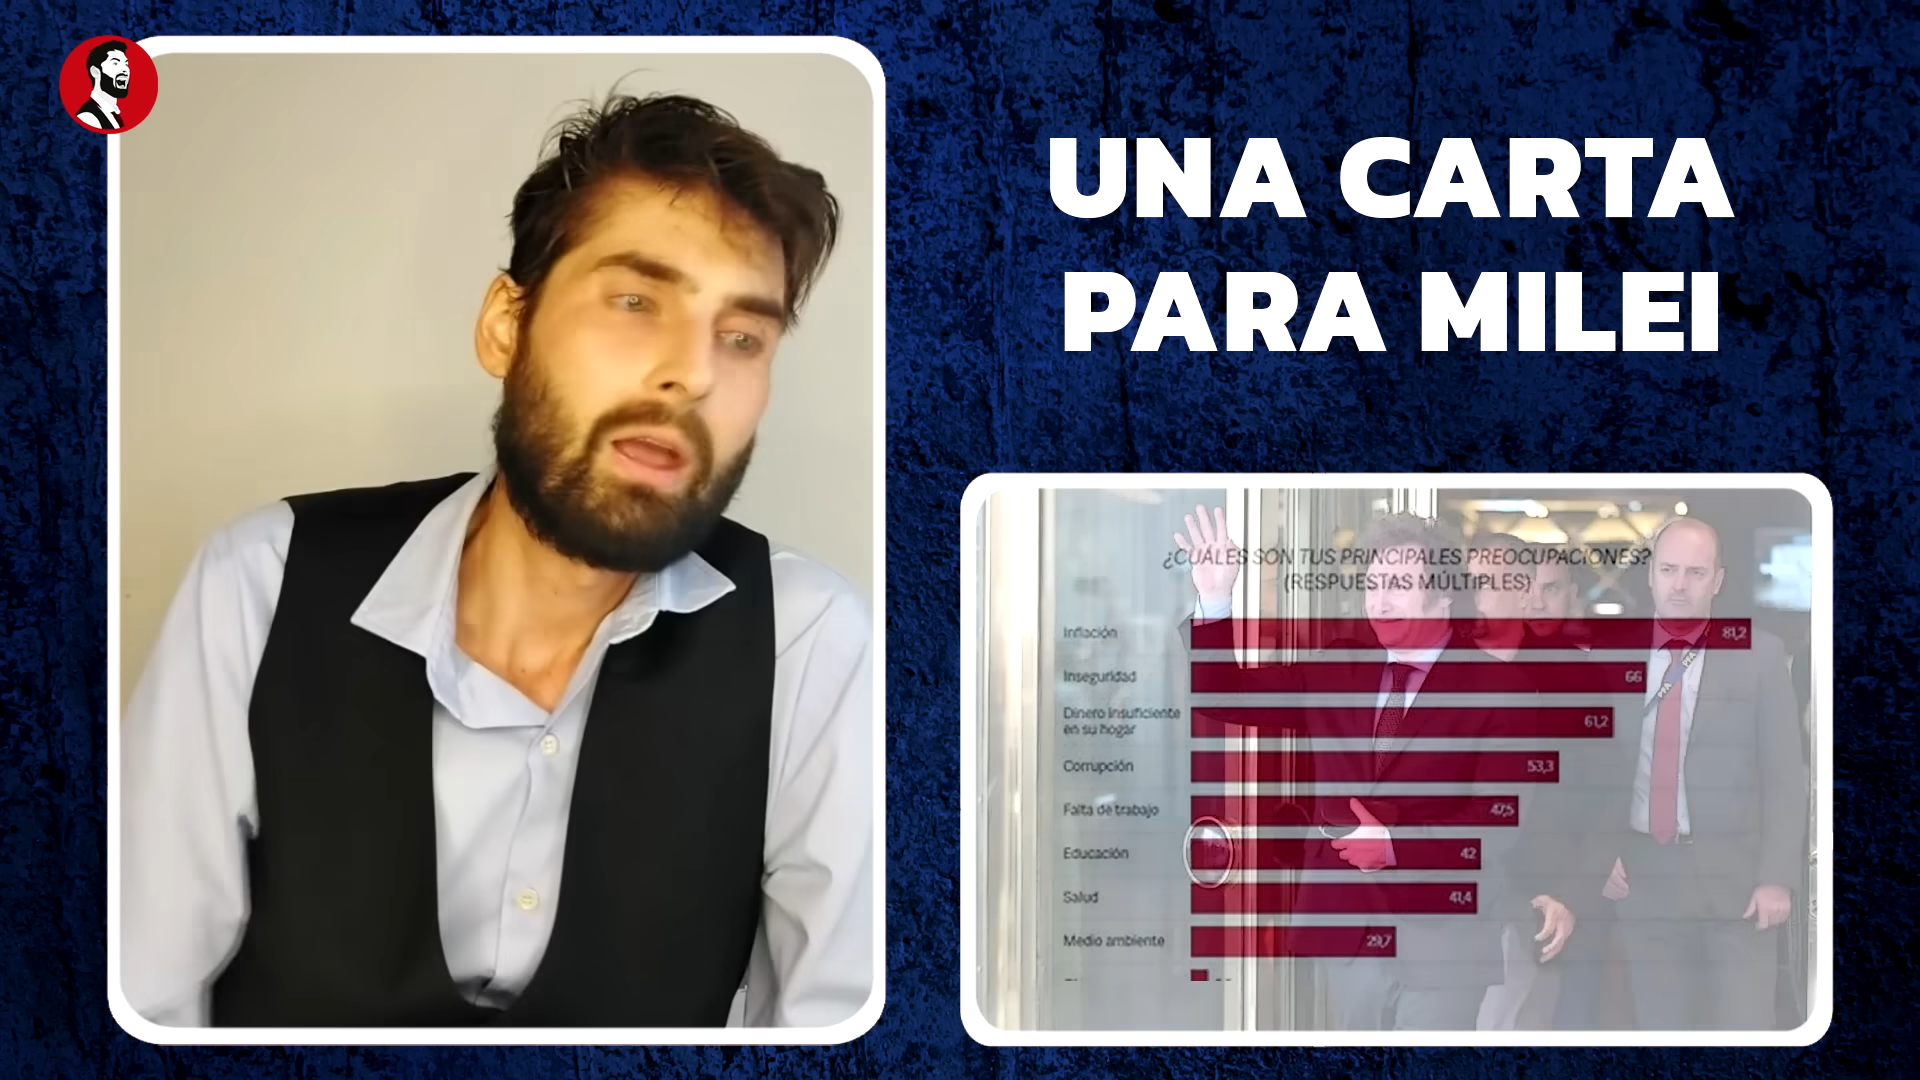 UNA CARTA
PARA MILEI
¿CUÁLES SON TUS PRINCIPALES PREOCUPACIONES?
(RESPUESTAS MÚLTIPLES)
Inflación 81,2
Inseguridad 66
Dinero insuficiente
en su hogar 61,2
Corrupción 53,3
Falta de trabajo 47,5
Educación 42
Salud 41,4
Medio ambiente 29,7
PFA
PFA